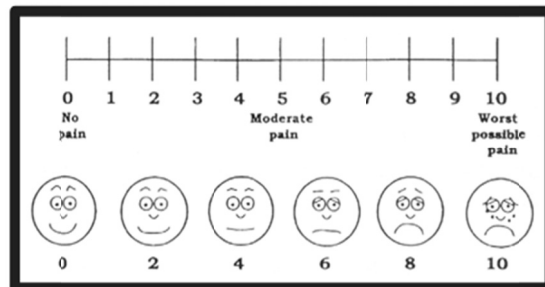 0 1 2 3 4 5 6 7 8 9 10
No Moderate Worst
pain pain possible
pain
0 2 4 6 8 10